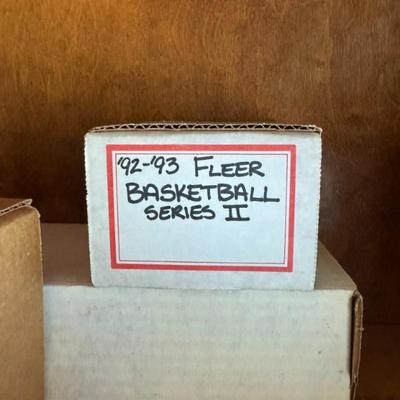 '92-'93 FLEER
BASKETBALL
SERIES II